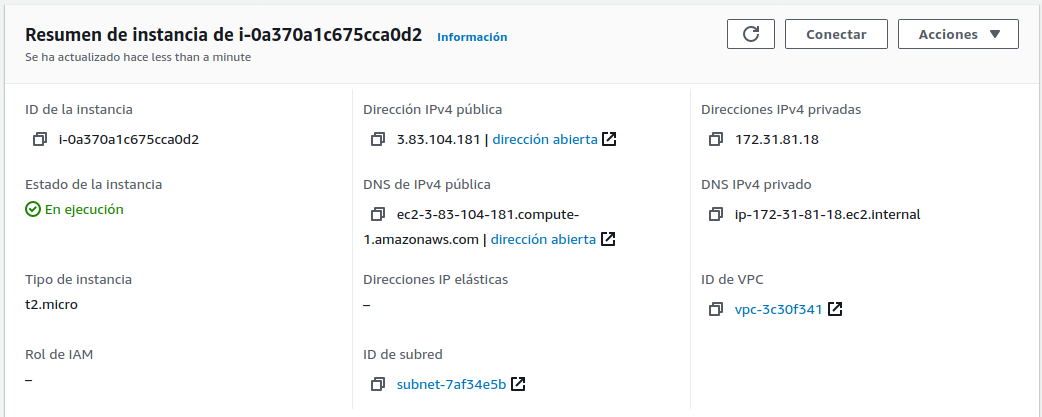 Resumen de instancia de i-0a370a1c675cca0d2 Información
Se ha actualizado hace less than a minute
Conectar
Acciones
ID de la instancia
i-0a370a1c675cca0d2
Dirección IPv4 pública
3.83.104.181 | dirección abierta
Direcciones IPv4 privadas
172.31.81.18
Estado de la instancia
En ejecución
DNS de IPv4 pública
ec2-3-83-104-181.compute-
1.amazonaws.com | dirección abierta
DNS IPv4 privado
ip-172-31-81-18.ec2.internal
Tipo de instancia
t2.micro
Direcciones IP elásticas
–
ID de VPC
vpc-3c30f341
Rol de IAM
–
ID de subred
subnet-7af34e5b